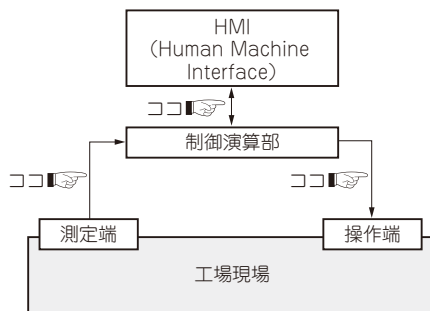 HMI
（Human Machine
Interface）
ココ
制御演算部
ココ
ココ
測定端
操作端
工場現場